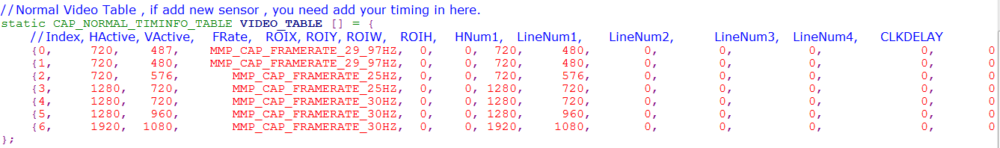 //Normal Video Table , if add new sensor , you need add your timing in here.
static CAP_NORMAL_TIMINFO_TABLE VIDEO_TABLE [] = {
//Index, HActive, VActive, FRate, ROIX, ROIY, ROIW, ROIH, HNum1, LineNum1, LineNum2, LineNum3, LineNum4, CLKDELAY
{0, 720, 487, MMP_CAP_FRAMERATE_29_97HZ, 0, 0, 720, 480, 0, 0, 0, 0, 0
{1, 720, 480, MMP_CAP_FRAMERATE_29_97HZ, 0, 0, 720, 480, 0, 0, 0, 0, 0
{2, 720, 576, MMP_CAP_FRAMERATE_25HZ, 0, 0, 720, 576, 0, 0, 0, 0, 0
{3, 1280, 720, MMP_CAP_FRAMERATE_25HZ, 0, 0, 1280, 720, 0, 0, 0, 0, 0
{4, 1280, 720, MMP_CAP_FRAMERATE_30HZ, 0, 0, 1280, 720, 0, 0, 0, 0, 0
{5, 1280, 960, MMP_CAP_FRAMERATE_30HZ, 0, 0, 1280, 960, 0, 0, 0, 0, 0
{6, 1920, 1080, MMP_CAP_FRAMERATE_30HZ, 0, 0, 1920, 1080, 0, 0, 0, 0, 0
};